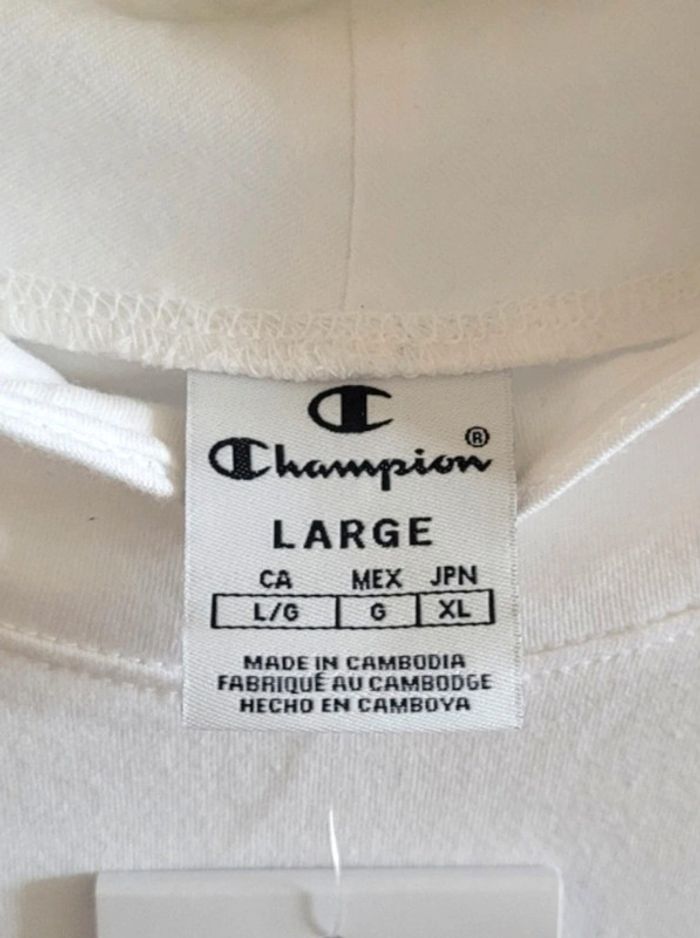 Champion®
LARGE
CA MEX JPN
L/G G XL
MADE IN CAMBODIA
FABRIQUÉ AU CAMBODGE
HECHO EN CAMBOYA